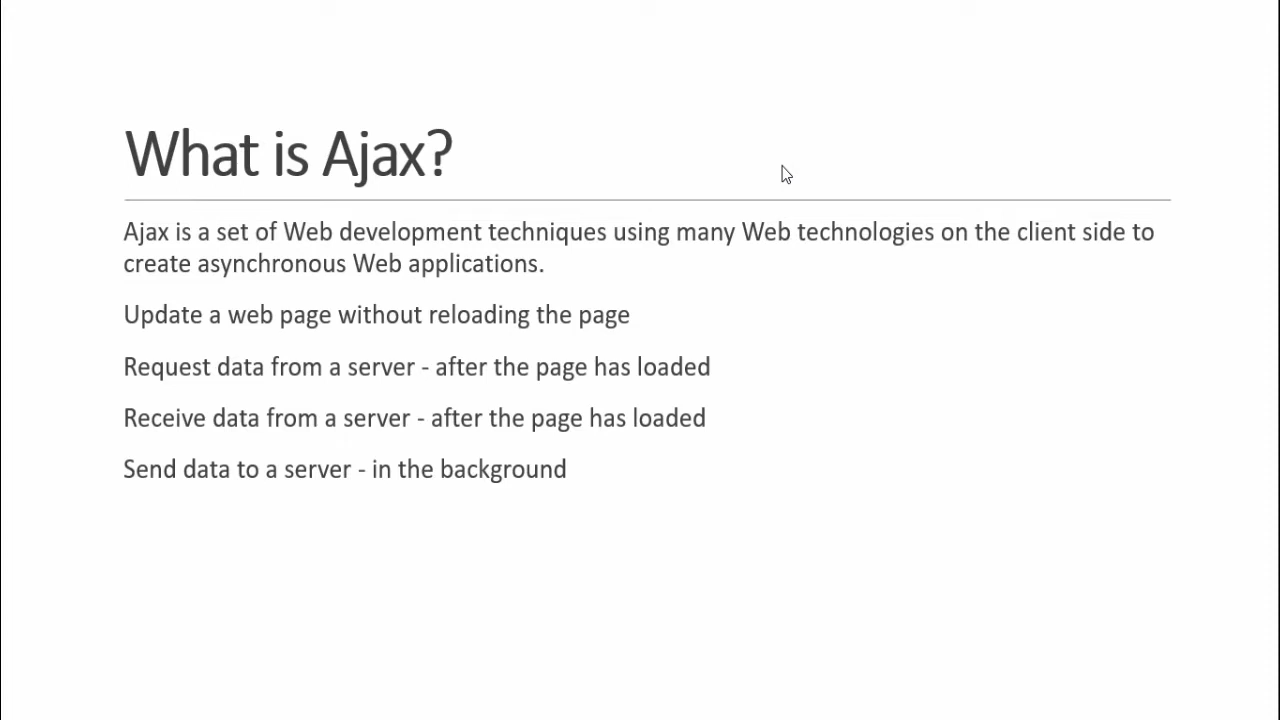 What is Ajax?
Ajax is a set of Web development techniques using many Web technologies on the client side to
create asynchronous Web applications.
Update a web page without reloading the page
Request data from a server - after the page has loaded
Receive data from a server - after the page has loaded
Send data to a server - in the background